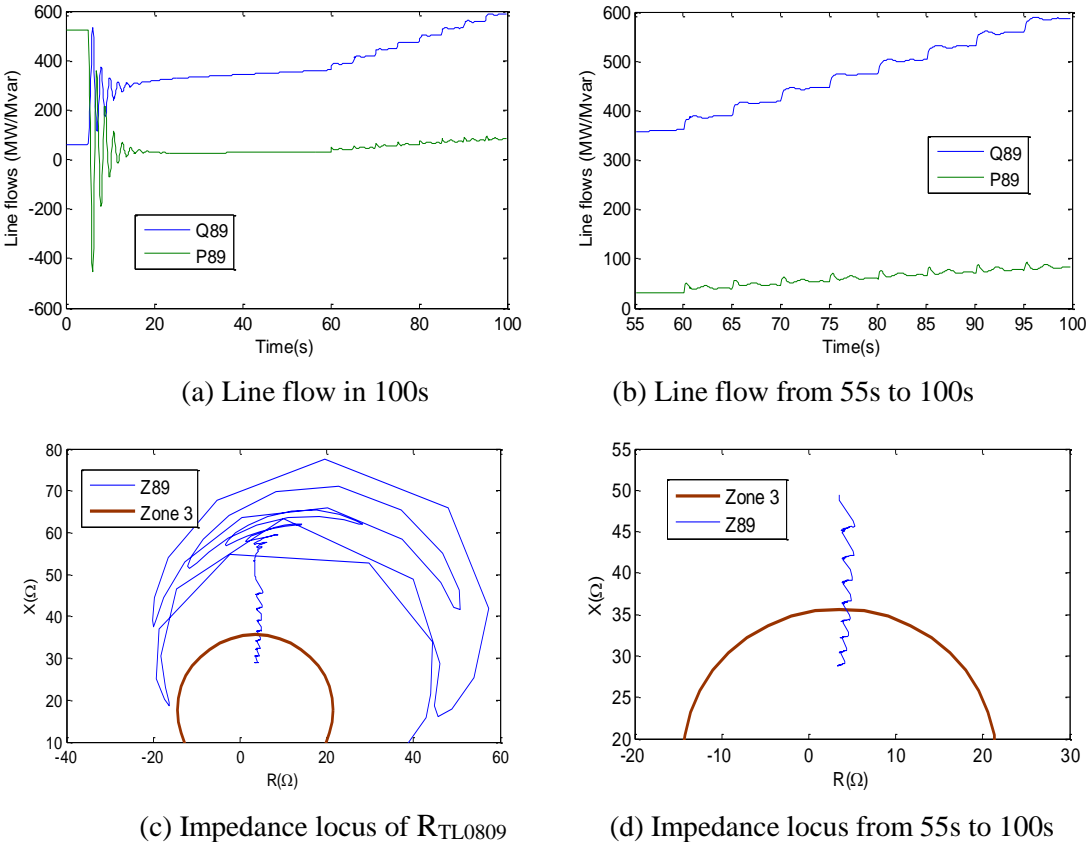 600
400
200
0
-200
-400
-600
Line flows (MW/Mvar)
Q89
P89
0
20
40
60
80
100
Time(s)
(a) Line flow in 100s
600
500
400
300
200
100
0
Line flows (MW/Mvar)
Q89
P89
55
60
65
70
75
80
85
90
95
100
Time(s)
(b) Line flow from 55s to 100s
80
70
60
50
40
30
20
10
X(Ω)
Z89
Zone 3
-40
-20
0
20
40
60
R(Ω)
(c) Impedance locus of RTL0809
55
50
45
40
35
30
25
20
X(Ω)
Zone 3
Z89
-20
-10
0
10
20
30
R(Ω)
(d) Impedance locus from 55s to 100s